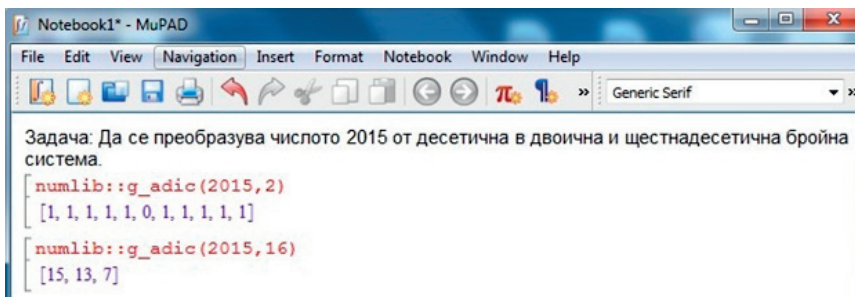 Notebook1* - MuPAD
File Edit View Navigation Insert Format Notebook Window Help
π ¶ » Generic Serif »
Задача: Да се преобразува числото 2015 от десетична в двоична и щестнадесетична бройна
система.
numlib::g_adic(2015,2)
[1, 1, 1, 1, 1, 0, 1, 1, 1, 1, 1]
numlib::g_adic(2015,16)
[15, 13, 7]